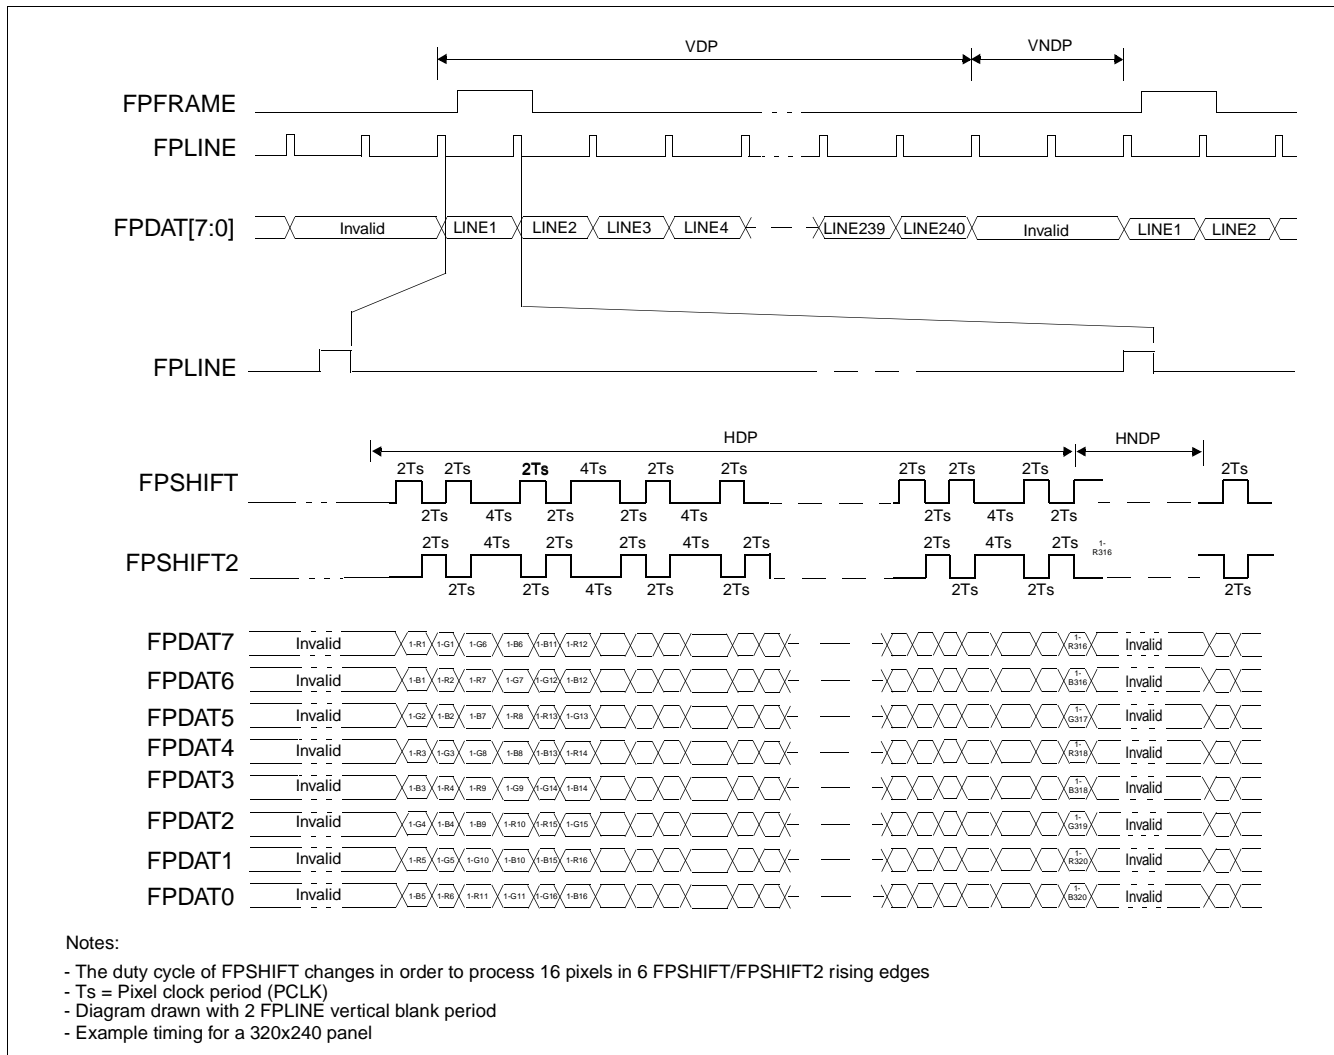 VDP VNDP
FPFRAME
FPLINE
FPDAT[7:0] Invalid LINE1 LINE2 LINE3 LINE4 LINE239 LINE240 Invalid LINE1 LINE2
FPLINE
HDP HNDP
2Ts 2Ts 2Ts 4Ts 2Ts 2Ts 2Ts 2Ts 2Ts 2Ts
FPSHIFT
2Ts 4Ts 2Ts 2Ts 4Ts 2Ts 4Ts 2Ts
2Ts 4Ts 2Ts 2Ts 4Ts 2Ts 2Ts 4Ts 2Ts 1-R316
FPSHIFT2
2Ts 2Ts 4Ts 2Ts 2Ts 2Ts 2Ts 2Ts
FPDAT7 Invalid 1-R1 1-G1 1-G6 1-B6 1-B11 1-R12 1-R316 Invalid
FPDAT6 Invalid 1-B1 1-R2 1-R7 1-G7 1-G12 1-B12 1-B316 Invalid
FPDAT5 Invalid 1-G2 1-B2 1-B7 1-R8 1-R13 1-G13 1-G317 Invalid
FPDAT4 Invalid 1-R3 1-G3 1-G8 1-B8 1-B13 1-R14 1-R318 Invalid
FPDAT3 Invalid 1-B3 1-R4 1-R9 1-G9 1-G14 1-B14 1-B318 Invalid
FPDAT2 Invalid 1-G4 1-B4 1-B9 1-R10 1-R15 1-G15 1-G319 Invalid
FPDAT1 Invalid 1-R5 1-G5 1-G10 1-B10 1-B15 1-R16 1-R320 Invalid
FPDAT0 Invalid 1-B5 1-R6 1-R11 1-G11 1-G16 1-B16 1-B320 Invalid
Notes:
- The duty cycle of FPSHIFT changes in order to process 16 pixels in 6 FPSHIFT/FPSHIFT2 rising edges
- Ts = Pixel clock period (PCLK)
- Diagram drawn with 2 FPLINE vertical blank period
- Example timing for a 320x240 panel